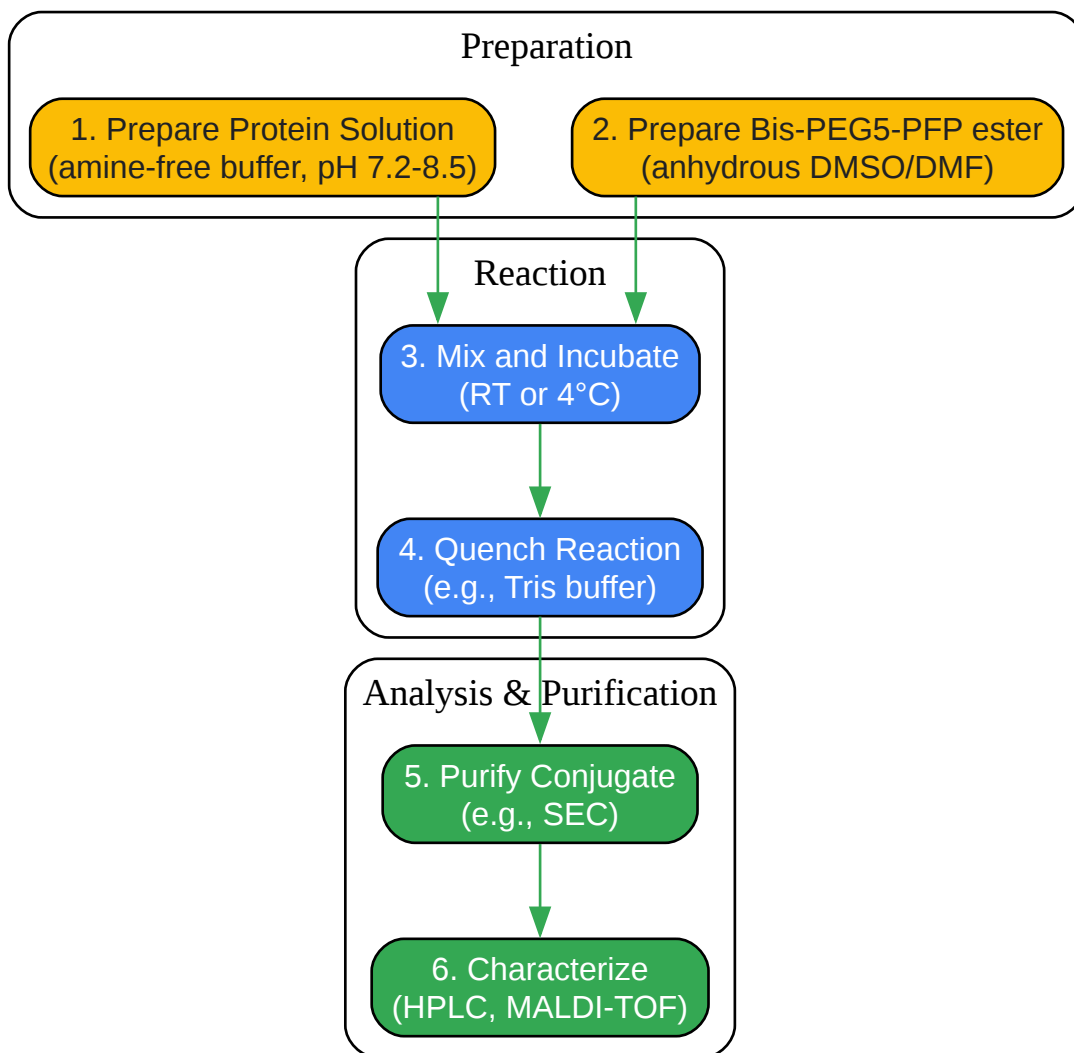 Preparation
1. Prepare Protein Solution
(amine-free buffer, pH 7.2-8.5)
2. Prepare Bis-PEG5-PFP ester
(anhydrous DMSO/DMF)
Reaction
3. Mix and Incubate
(RT or 4°C)
4. Quench Reaction
(e.g., Tris buffer)
Analysis & Purification
5. Purify Conjugate
(e.g., SEC)
6. Characterize
(HPLC, MALDI-TOF)